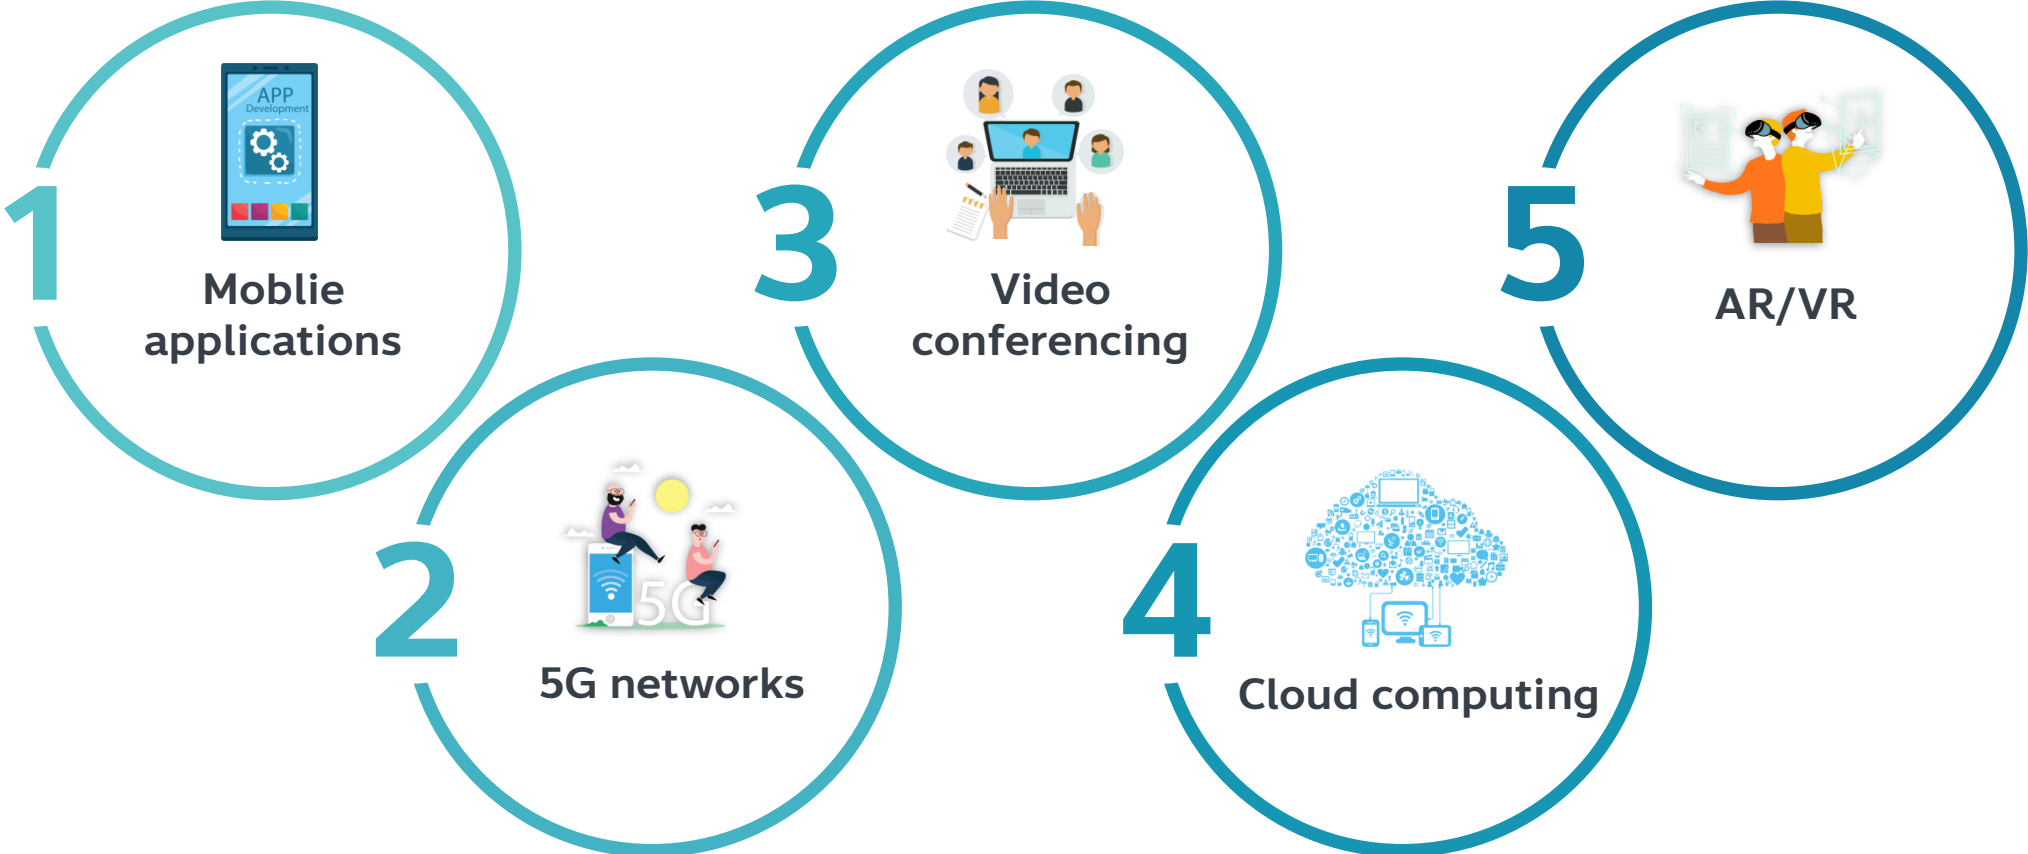 1
APP
Development
Moblie
applications
2
5G
5G networks
3
Video
conferencing
4
Cloud computing
5
AR/VR